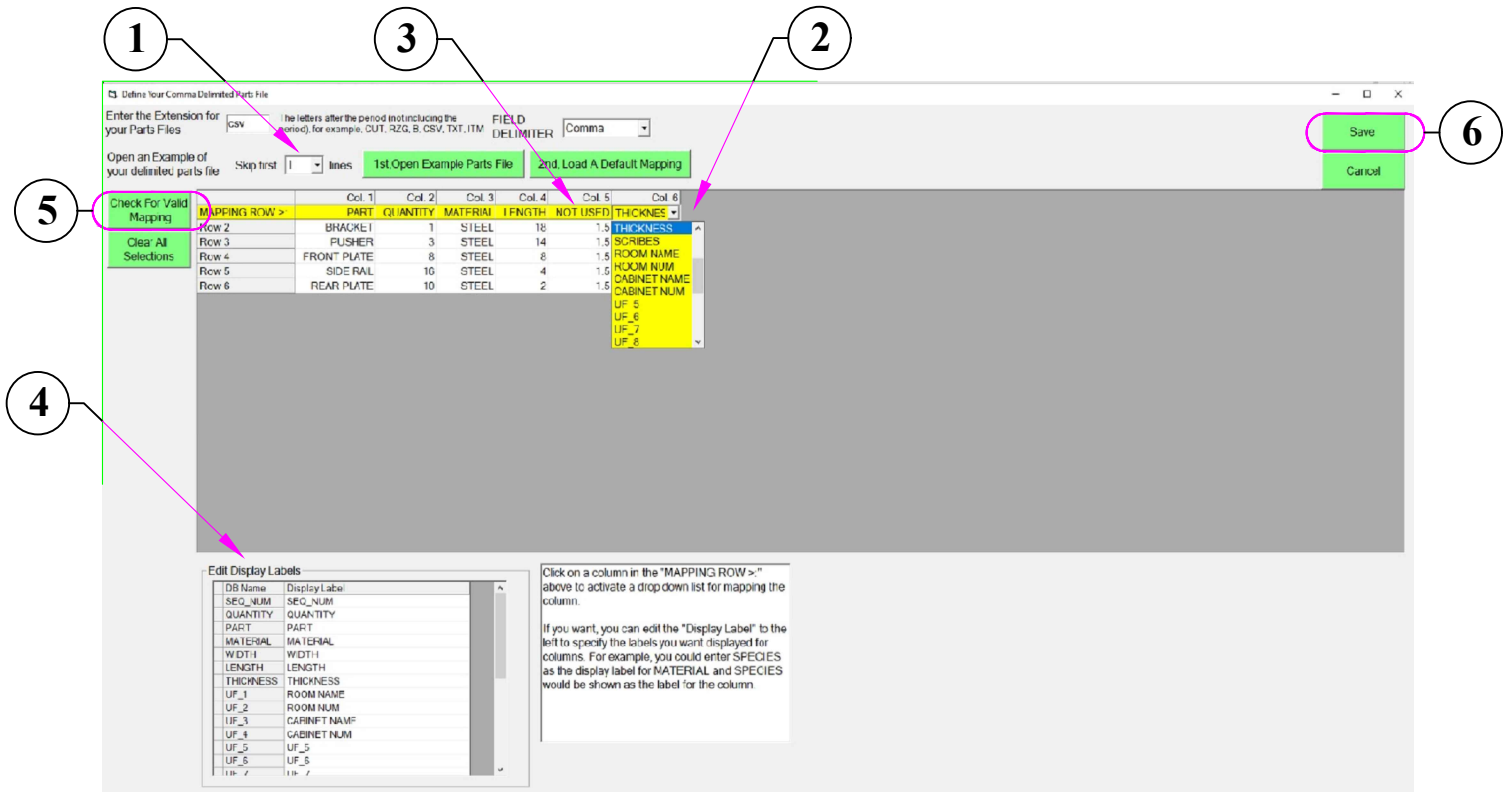 1
3
2
Define Your Comma Delimited Parts File
Enter the Extension for
your Parts Files
csv
The letters after the period (not including the
period), for example, CUT, RZG, B, CSV, TXT, ITM
FIELD
DELIMITER
Comma
Save
6
Open an Example of
your delimited parts file
Skip first
lines
1st.Open Example Parts File
2nd. Load A Default Mapping
Cancel
5
Check For Valid
Mapping
Clear All
Selections
Col. 1 Col. 2 Col. 3 Col. 4 Col. 5 Col. 6
MAPPING ROW >: PART QUANTITY MATERIAL LENGTH NOT USED THICKNES
Row 2 BRACKET 1 STEEL 18 1.5
Row 3 PUSHER 3 STEEL 14 1.5
Row 4 FRONT PLATE 8 STEEL 8 1.5
Row 5 SIDE RAIL 16 STEEL 4 1.5
Row 6 REAR PLATE 10 STEEL 2 1.5
THICKNESS
SCRIBES
ROOM NAME
ROOM NUM
CABINET NAME
CABINET NUM
UF_5
UF_6
UF_7
UF_8
4
Edit Display Labels
DB Name Display Label
SEQ_NUM SEQ_NUM
QUANTITY QUANTITY
PART PART
MATERIAL MATERIAL
WIDTH WIDTH
LENGTH LENGTH
THICKNESS THICKNESS
UF_1 ROOM NAME
UF_2 ROOM NUM
UF_3 CABINET NAME
UF_4 CABINET NUM
UF_5 UF_5
UF_6 UF_6
UF_7 UF_7
Click on a column in the "MAPPING ROW >:"
above to activate a drop down list for mapping the
column.
If you want, you can edit the "Display Label" to the
left to specify the labels you want displayed for
columns. For example, you could enter SPECIES
as the display label for MATERIAL and SPECIES
would be shown as the label for the column.